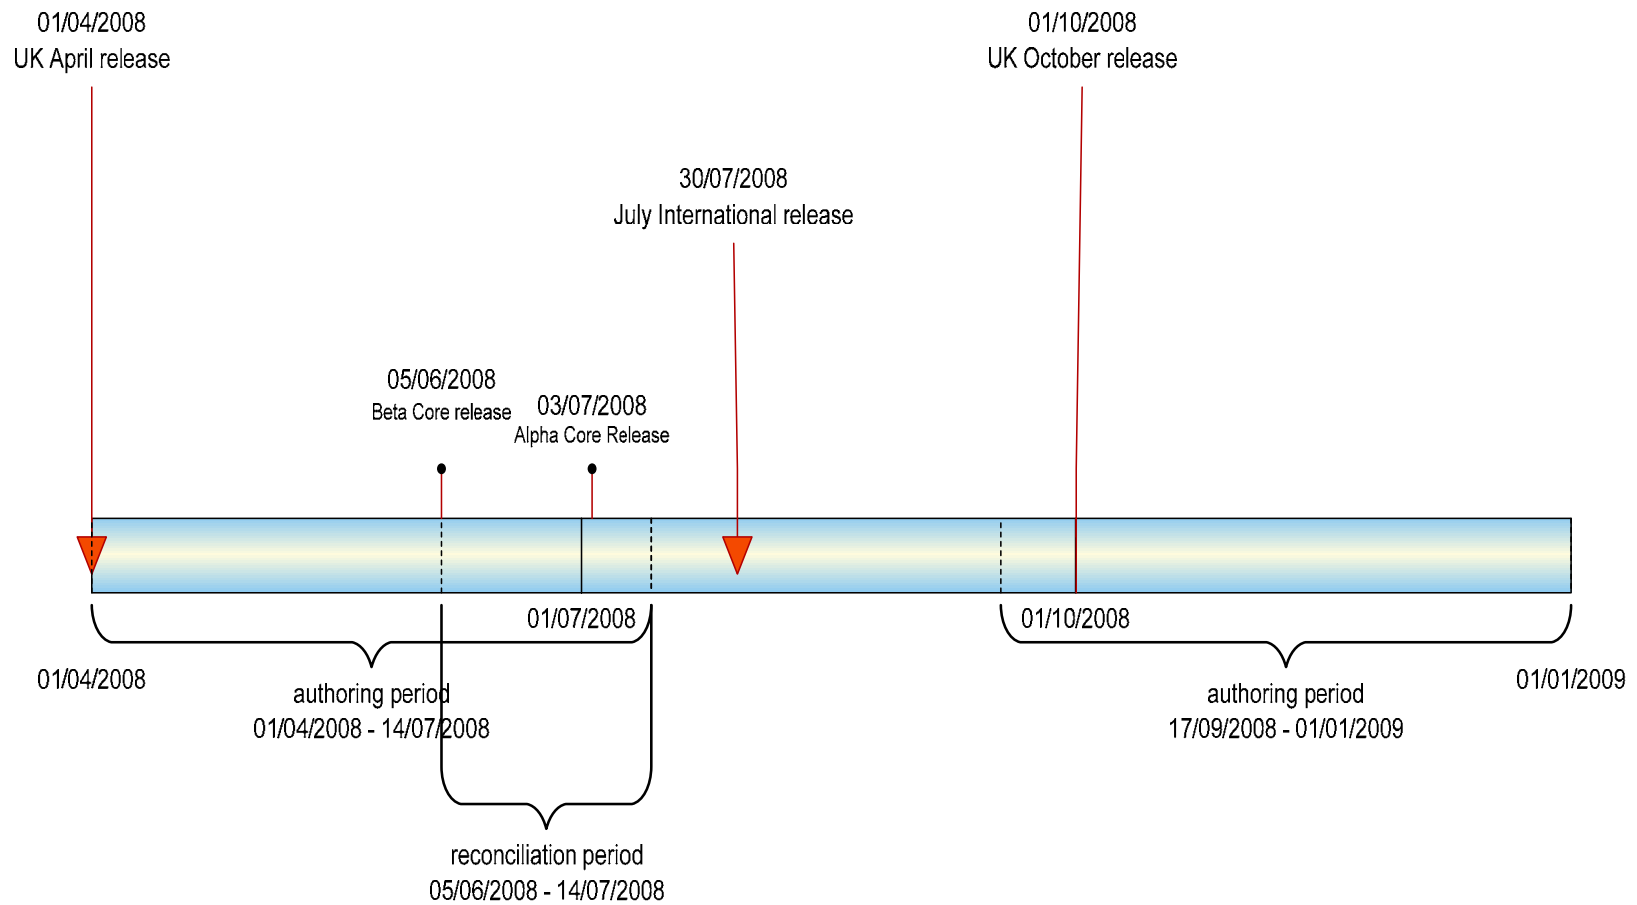 01/04/2008
UK April release
01/10/2008
UK October release
30/07/2008
July International release
05/06/2008
Beta Core release
03/07/2008
Alpha Core Release
01/07/2008
01/10/2008
01/04/2008
01/01/2009
authoring period
01/04/2008 - 14/07/2008
authoring period
17/09/2008 - 01/01/2009
reconciliation period
05/06/2008 - 14/07/2008